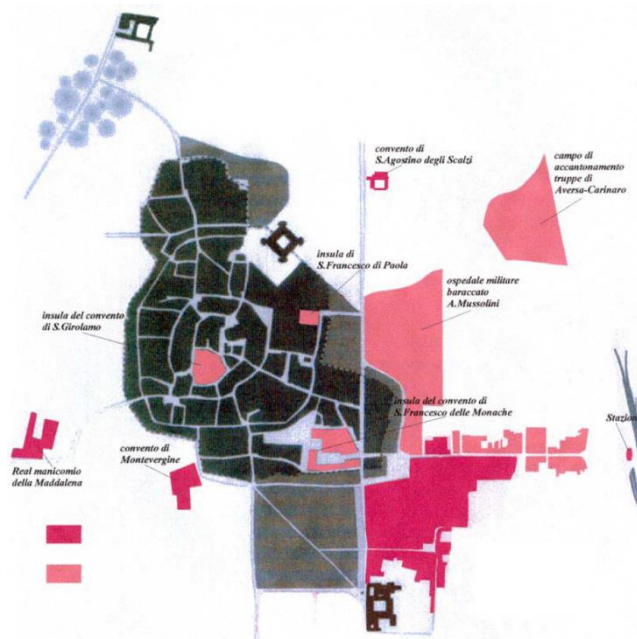 convento di
S.Agostino degli Scalzi
campo di
accantonamento
truppe di
Aversa-Carinaro
insula di
S.Francesco di Paola
ospedale militare
baraccato
A.Mussolini
insula del convento
di S.Girolamo
insula del convento di
S.Francesco delle Monache
Stazion
convento di
Montevergine
Real manicomio
della Maddalena